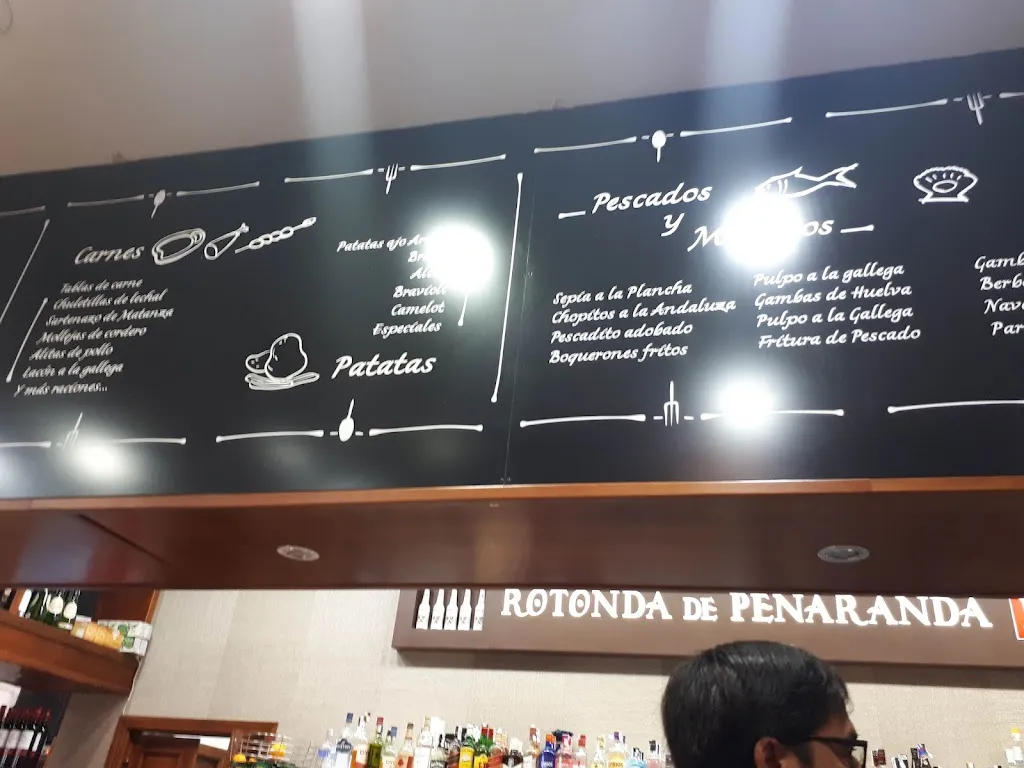 Carnes
Tablas de carne
Chuletillas de lechal
Sartenazo de Matanza
Mollejas de cordero
Alitas de pollo
Lacón a la gallega
Y más raciones...
Patatas
Bravioli
Camelot
Especiales
Patatas
Pescados
y
Sepia a la Plancha
Chopitos a la Andaluza
Pescadito adobado
Boquerones fritos
Pulpo a la gallega
Gambas de Huelva
Pulpo a la Gallega
Fritura de Pescado
ROTONDA DE PEÑARANDA